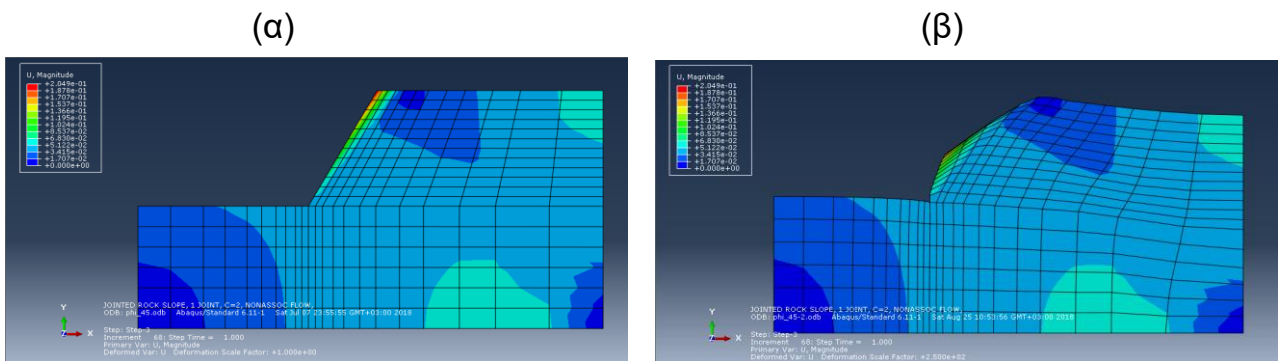 (α)
(β)
U, Magnitude
+2.049e-01
+1.878e-01
+1.707e-01
+1.537e-01
+1.366e-01
+1.195e-01
+1.024e-01
+8.537e-02
+6.830e-02
+5.122e-02
+3.415e-02
+1.707e-02
+0.000e+00
Y
Z
X
JOINTED ROCK SLOPE, 1 JOINT, C=2, NONASSOC FLOW,
ODB: phi_45.odb Abaqus/Standard 6.11-1 Sat Jul 07 23:55:55 GMT+03:00 2018
Step: Step-3
Increment 68: Step Time = 1.000
Primary Var: U, Magnitude
Deformed Var: U Deformation Scale Factor: +1.000e+00
U, Magnitude
+2.049e-01
+1.878e-01
+1.707e-01
+1.537e-01
+1.366e-01
+1.195e-01
+1.024e-01
+8.537e-02
+6.830e-02
+5.122e-02
+3.415e-02
+1.707e-02
+0.000e+00
Y
Z
X
JOINTED ROCK SLOPE, 1 JOINT, C=2, NONASSOC FLOW,
ODB: phi_45-2.odb Abaqus/Standard 6.11-1 Sat Aug 25 10:53:56 GMT+03:00 2018
Step: Step-3
Increment 68: Step Time = 1.000
Primary Var: U, Magnitude
Deformed Var: U Deformation Scale Factor: +2.500e+02